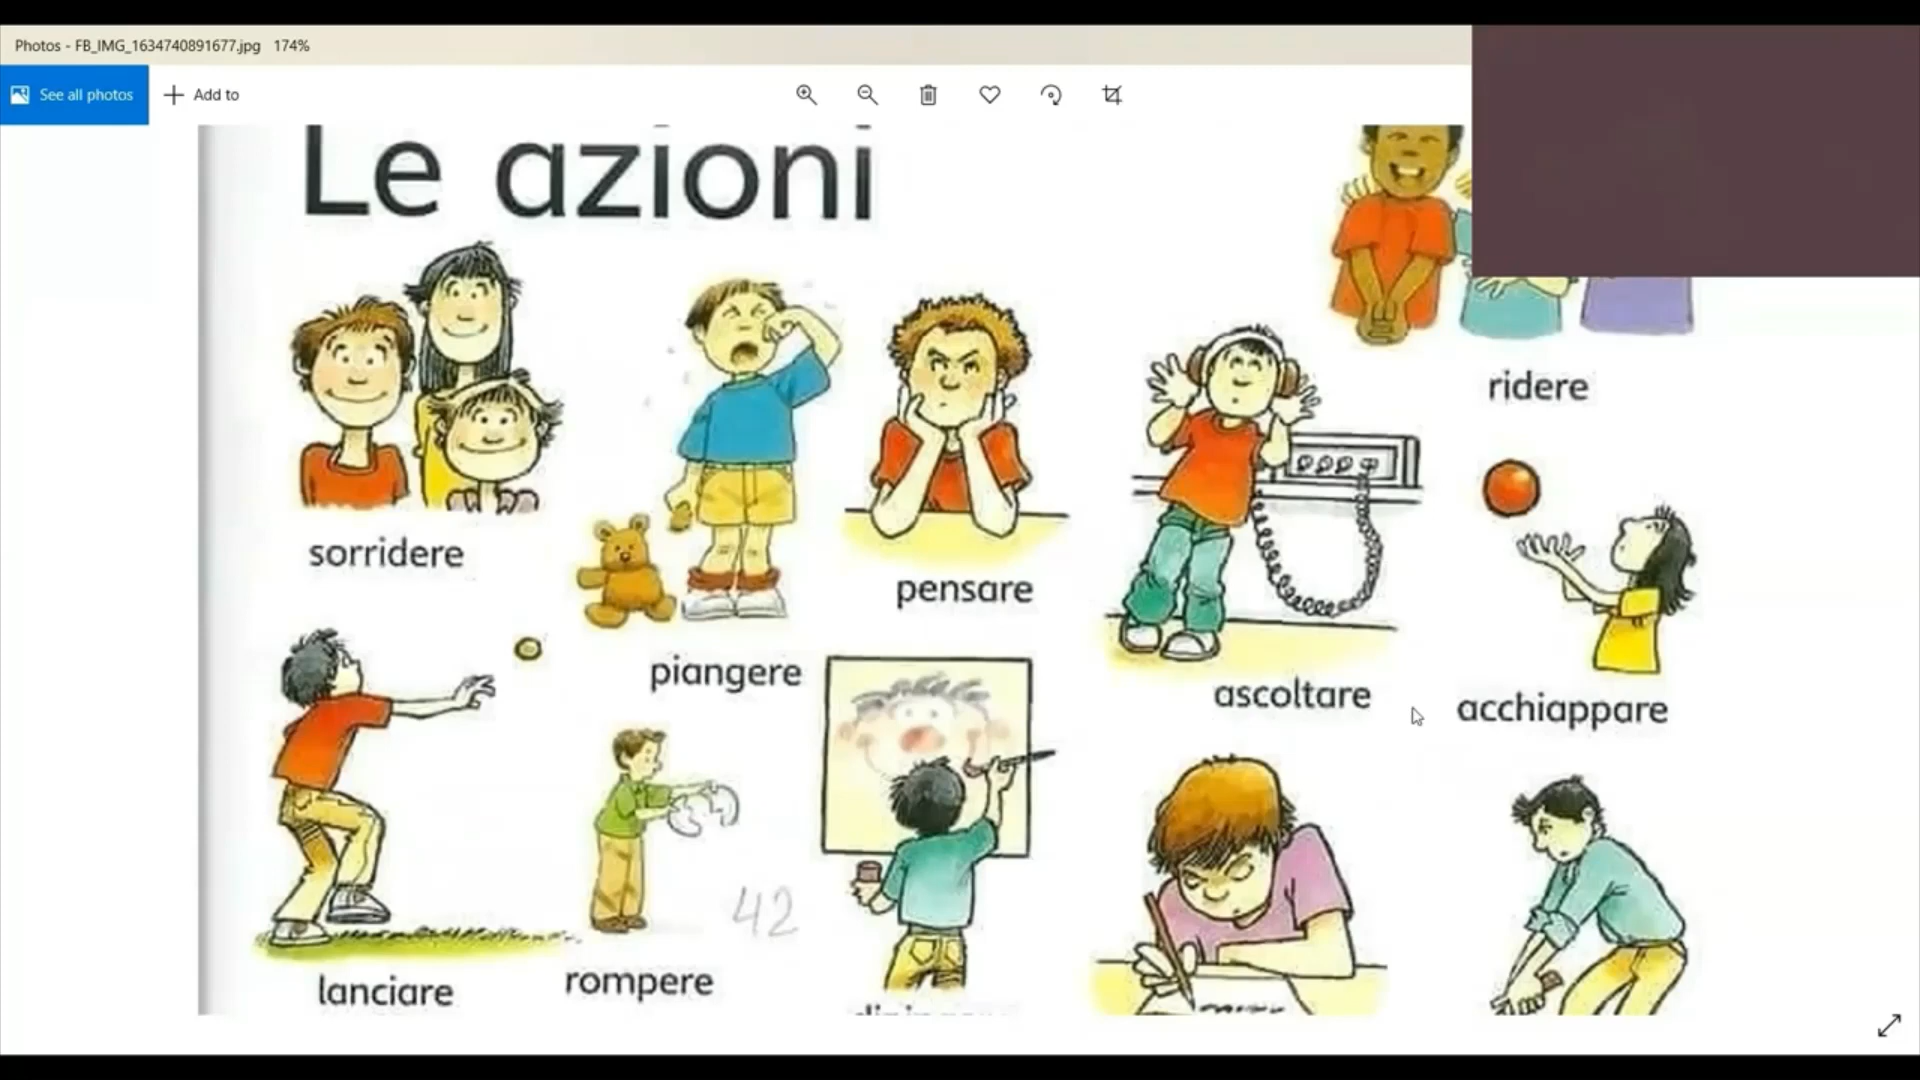 Photos - FB_IMG_1634740891677.jpg 174%
See all photos
Add to
Le azioni
ridere
sorridere
pensare
piangere
ascoltare
acchiappare
42
lanciare
rompere